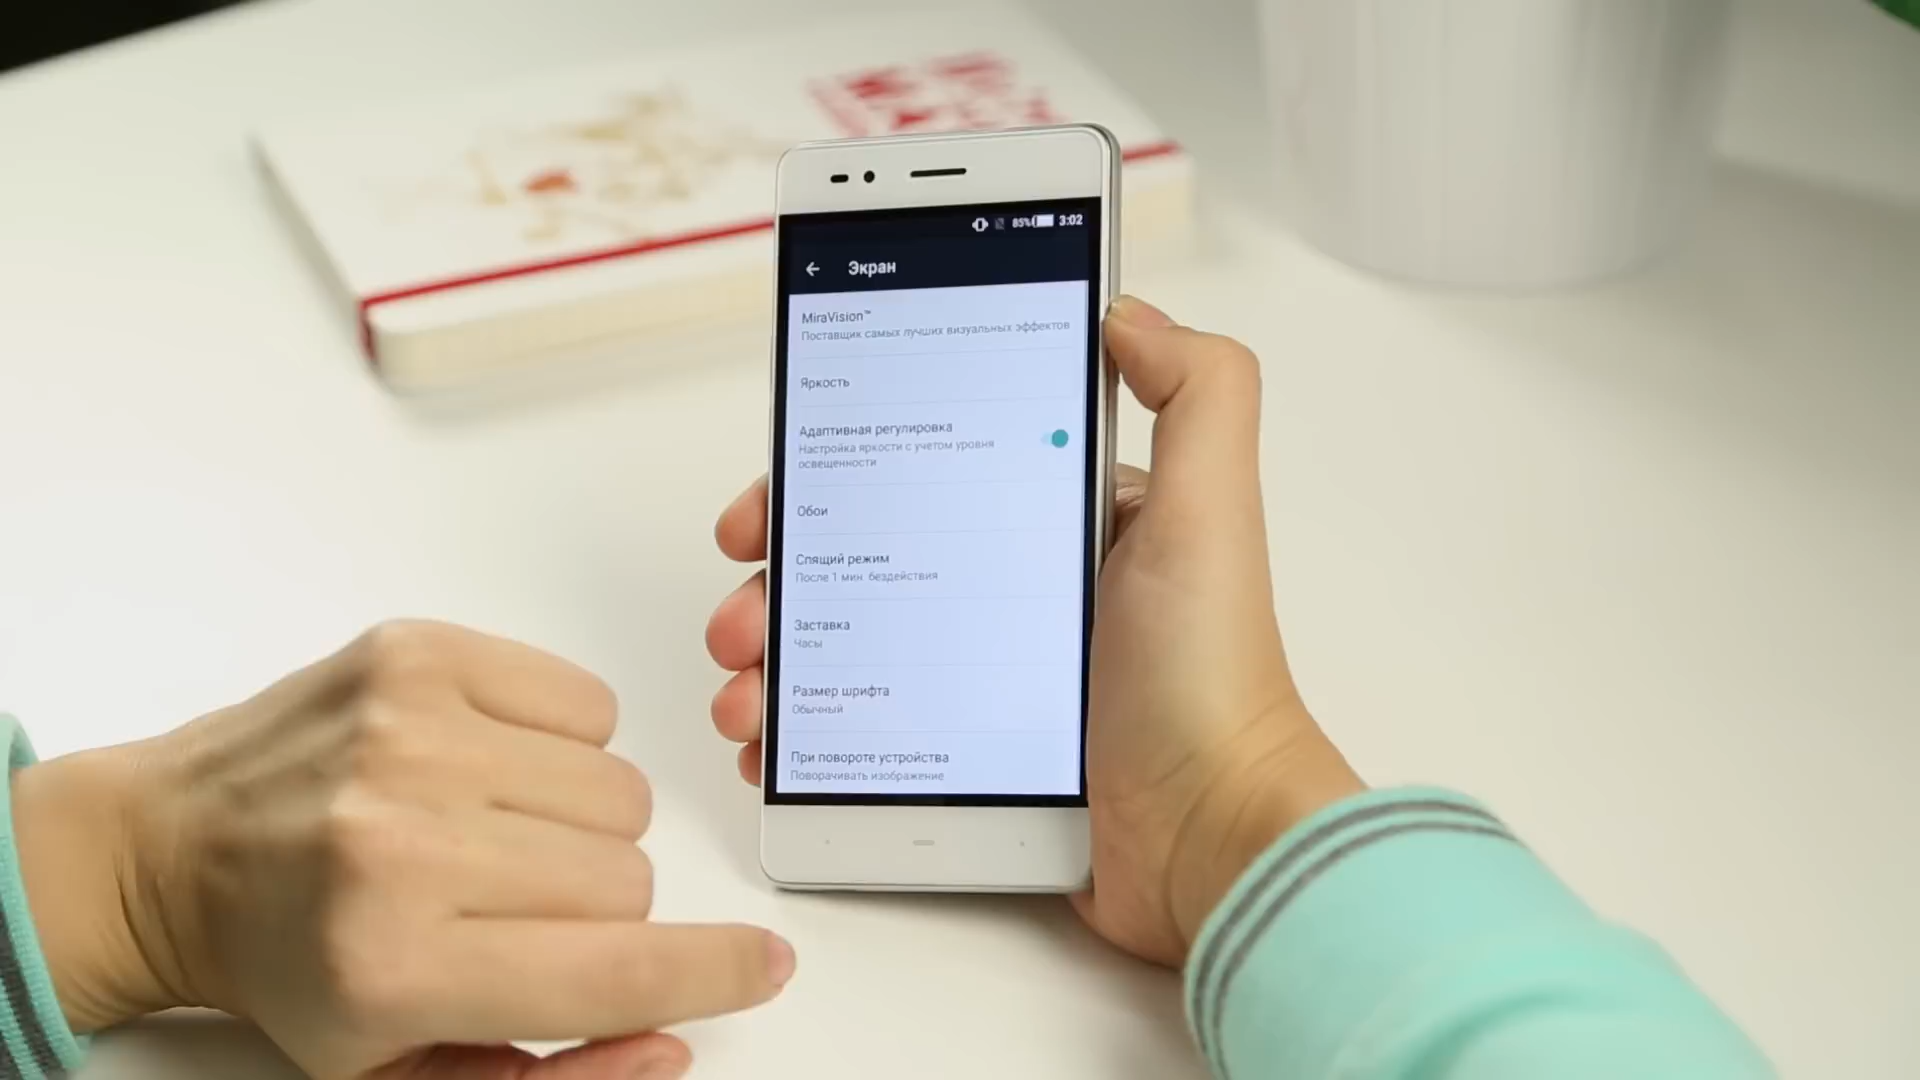 85% 3:02
Экран
MiraVision™
Поставщик самых лучших визуальных эффектов
Яркость
Адаптивная регулировка
Настройка яркости с учетом уровня
освещенности
Обои
Спящий режим
После 1 мин. бездействия
Заставка
Часы
Размер шрифта
Обычный
При повороте устройства
Поворачивать изображение